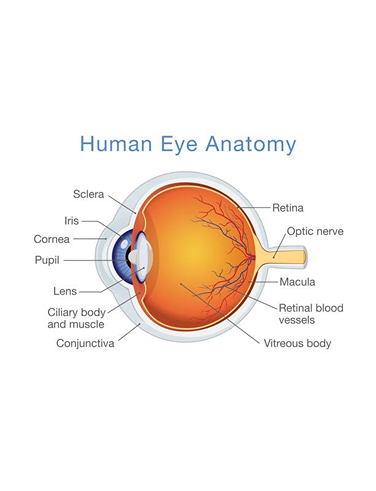 Human Eye Anatomy
Sclera
Iris
Cornea
Pupil
Lens
Ciliary body
and muscle
Conjunctiva
Retina
Optic nerve
Macula
Retinal blood
vessels
Vitreous body